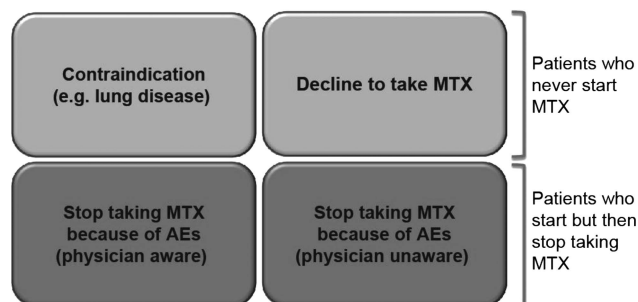 Contraindication
(e.g. lung disease)
Decline to take MTX
Patients who
never start
MTX
Stop taking MTX
because of AEs
(physician aware)
Stop taking MTX
because of AEs
(physician unaware)
Patients who
start but then
stop taking
MTX